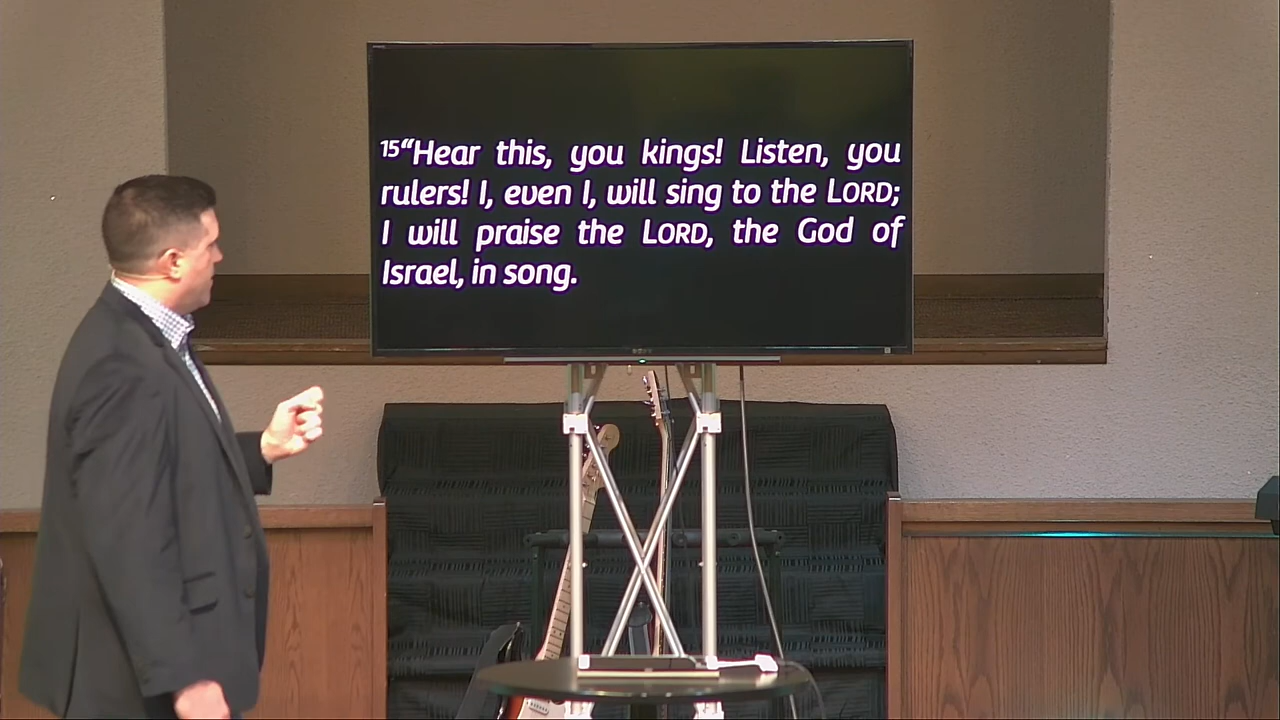 15“Hear this, you kings! Listen, you
rulers! I, even I, will sing to the LORD;
I will praise the LORD, the God of
Israel, in song.
SONY